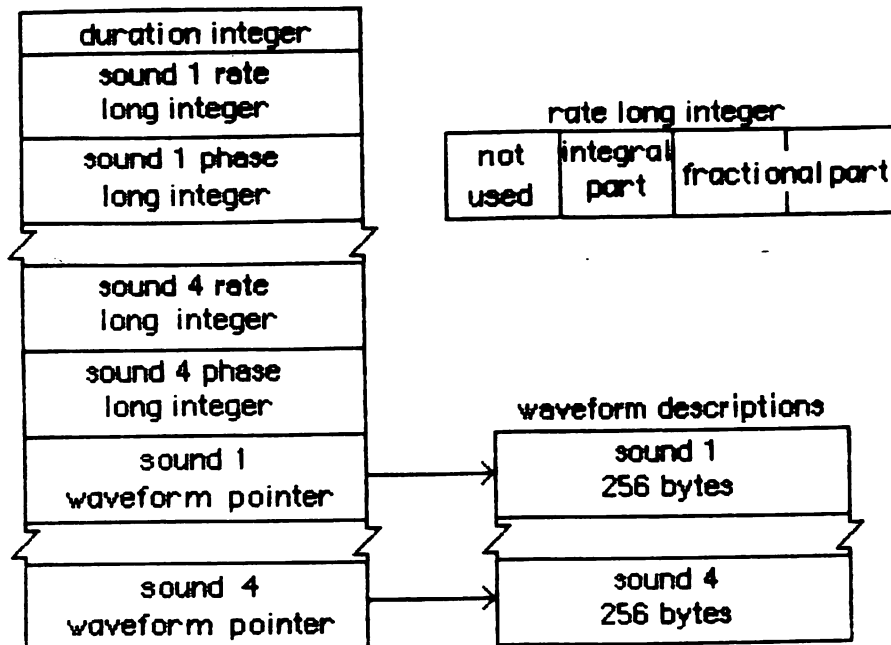 duration integer
sound 1 rate
long integer
sound 1 phase
long integer
sound 4 rate
long integer
sound 4 phase
long integer
sound 1
waveform pointer
sound 4
waveform pointer
rate long integer
not
used
integral
part
fractional part
waveform descriptions
sound 1
256 bytes
sound 4
256 bytes